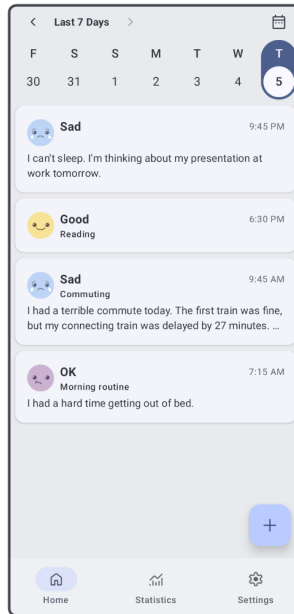 Last 7 Days
F S S M T W T
30 31 1 2 3 4 5
Sad 9:45 PM
I can't sleep. I'm thinking about my presentation at
work tomorrow.
Good 6:30 PM
Reading
Sad 9:45 AM
Commuting
I had a terrible commute today. The first train was fine,
but my connecting train was delayed by 27 minutes. ...
OK 7:15 AM
Morning routine
I had a hard time getting out of bed.
Home Statistics Settings